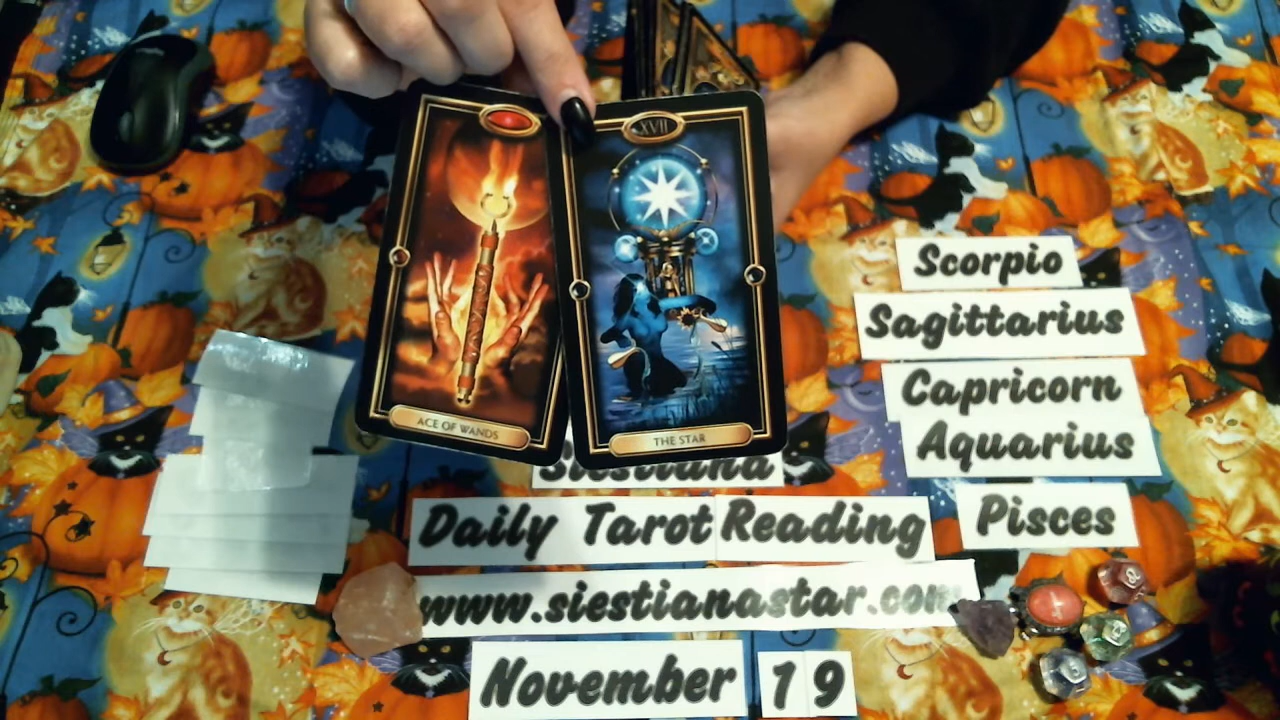 XVII
ACE OF WANDS
THE STAR
Scorpio
Sagittarius
Capricorn
Aquarius
Pisces
Siestiana
Daily Tarot Reading
www.siestianastar.com
November 19